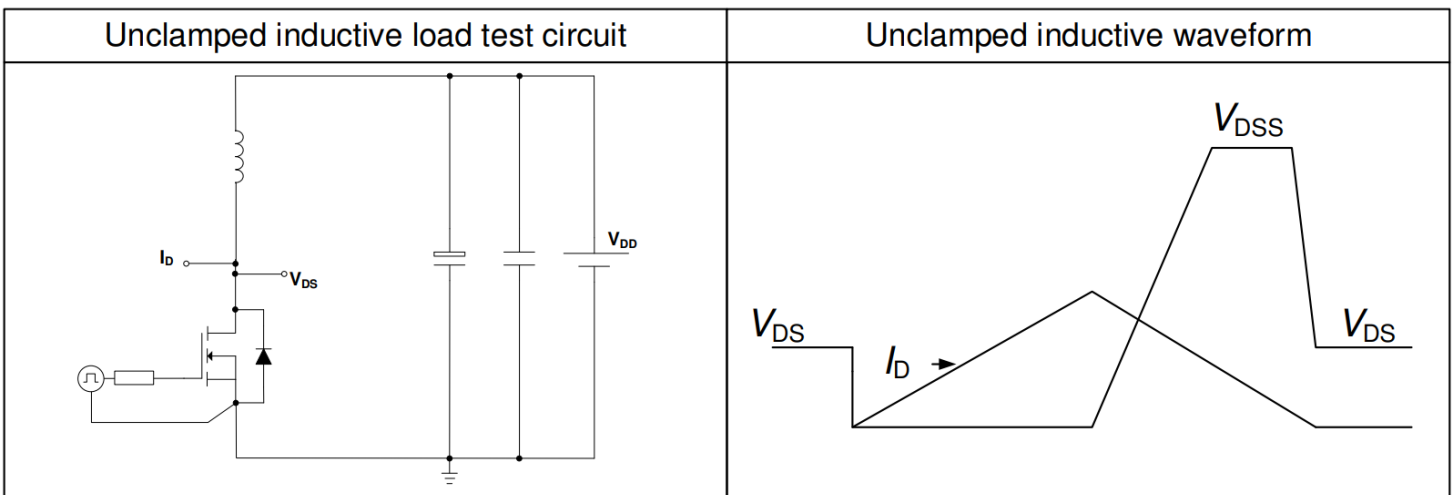 Unclamped inductive load test circuit
Unclamped inductive waveform
ID
VDS
VDD
VDSS
VDS
ID
VDS